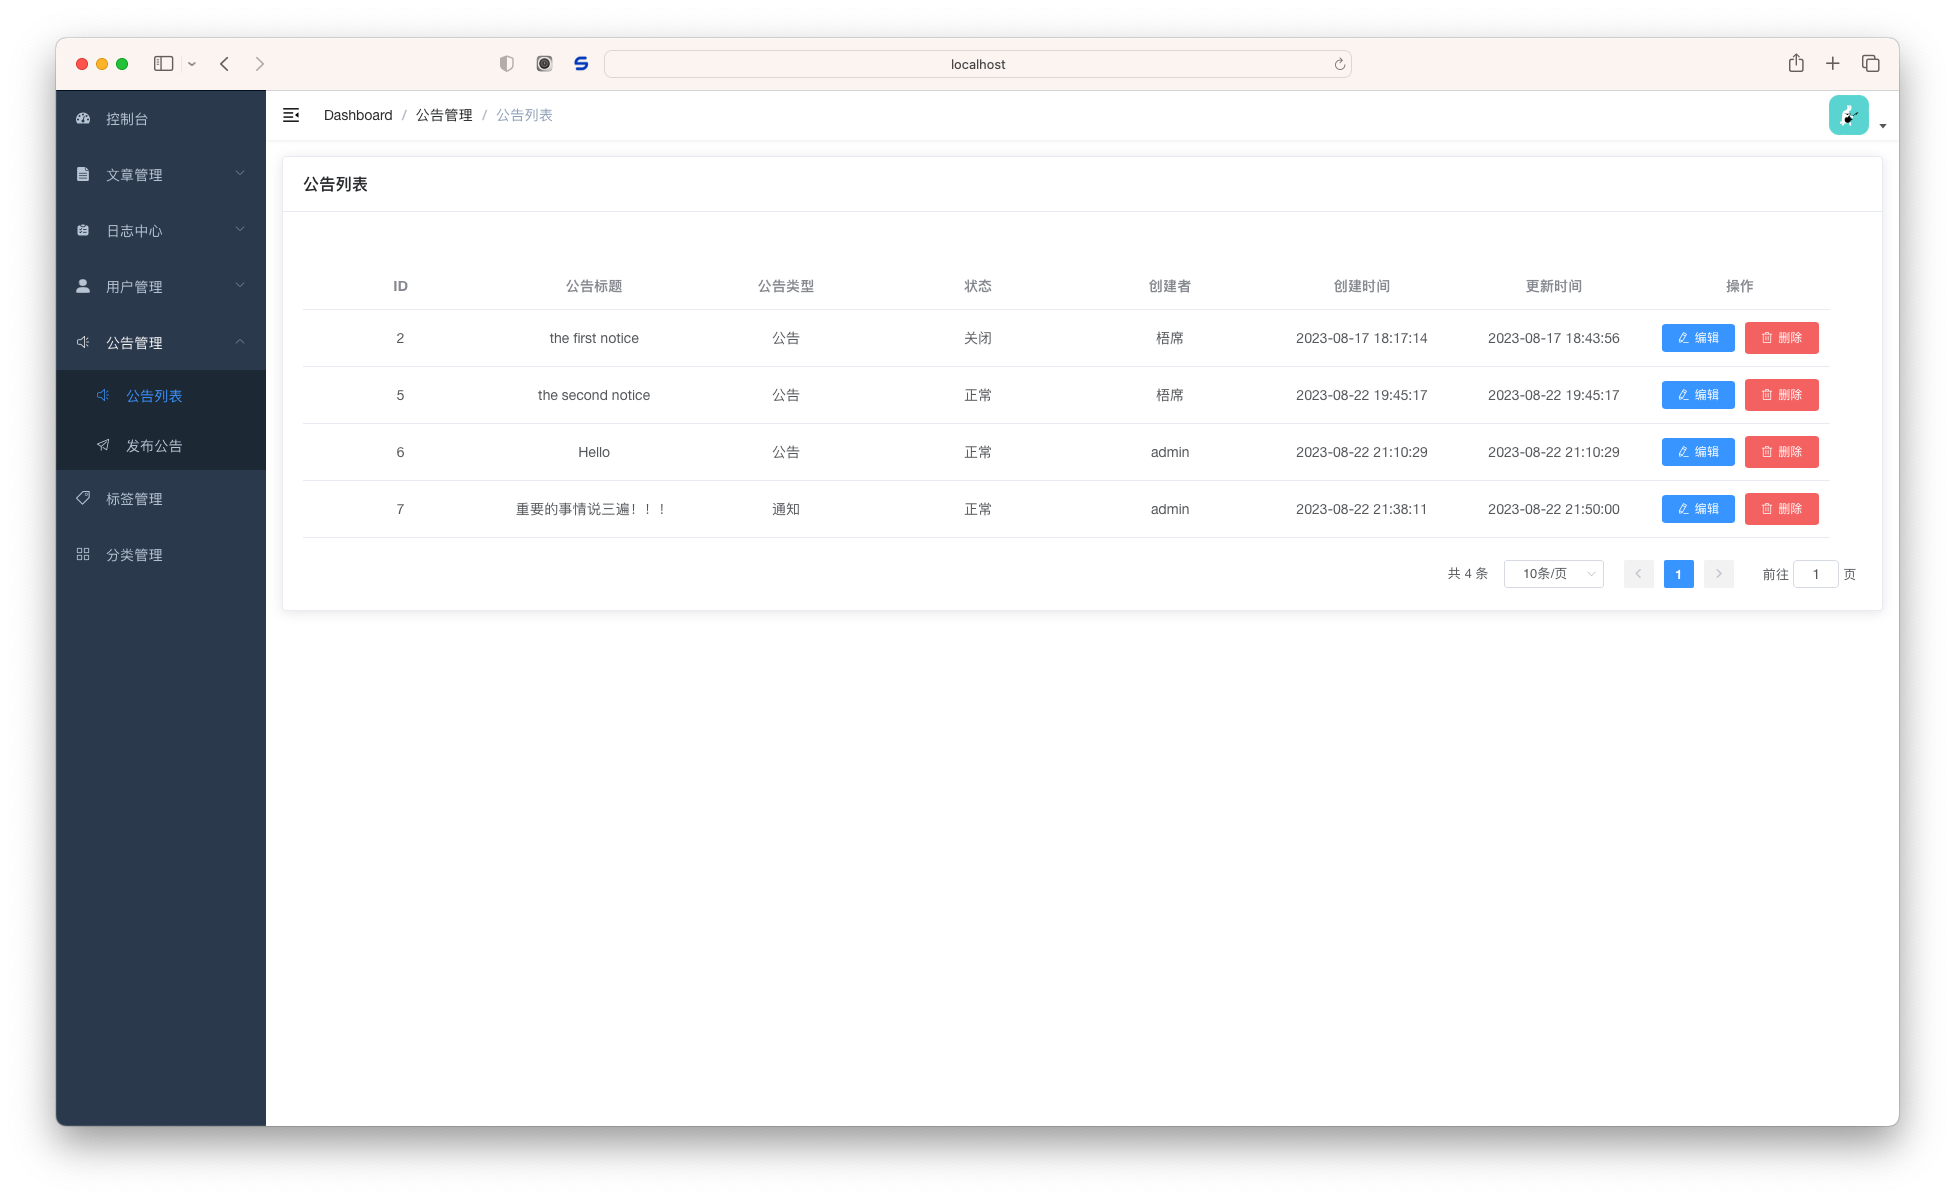 localhost
控制台
文章管理
日志中心
用户管理
公告管理
公告列表
发布公告
标签管理
分类管理
Dashboard / 公告管理 / 公告列表
公告列表
ID 公告标题 公告类型 状态 创建者 创建时间 更新时间 操作
2 the first notice 公告 关闭 梧席 2023-08-17 18:17:14 2023-08-17 18:43:56 编辑 删除
5 the second notice 公告 正常 梧席 2023-08-22 19:45:17 2023-08-22 19:45:17 编辑 删除
6 Hello 公告 正常 admin 2023-08-22 21:10:29 2023-08-22 21:10:29 编辑 删除
7 重要的事情说三遍！！！ 通知 正常 admin 2023-08-22 21:38:11 2023-08-22 21:50:00 编辑 删除
共 4 条 10条/页 1 前往 1 页